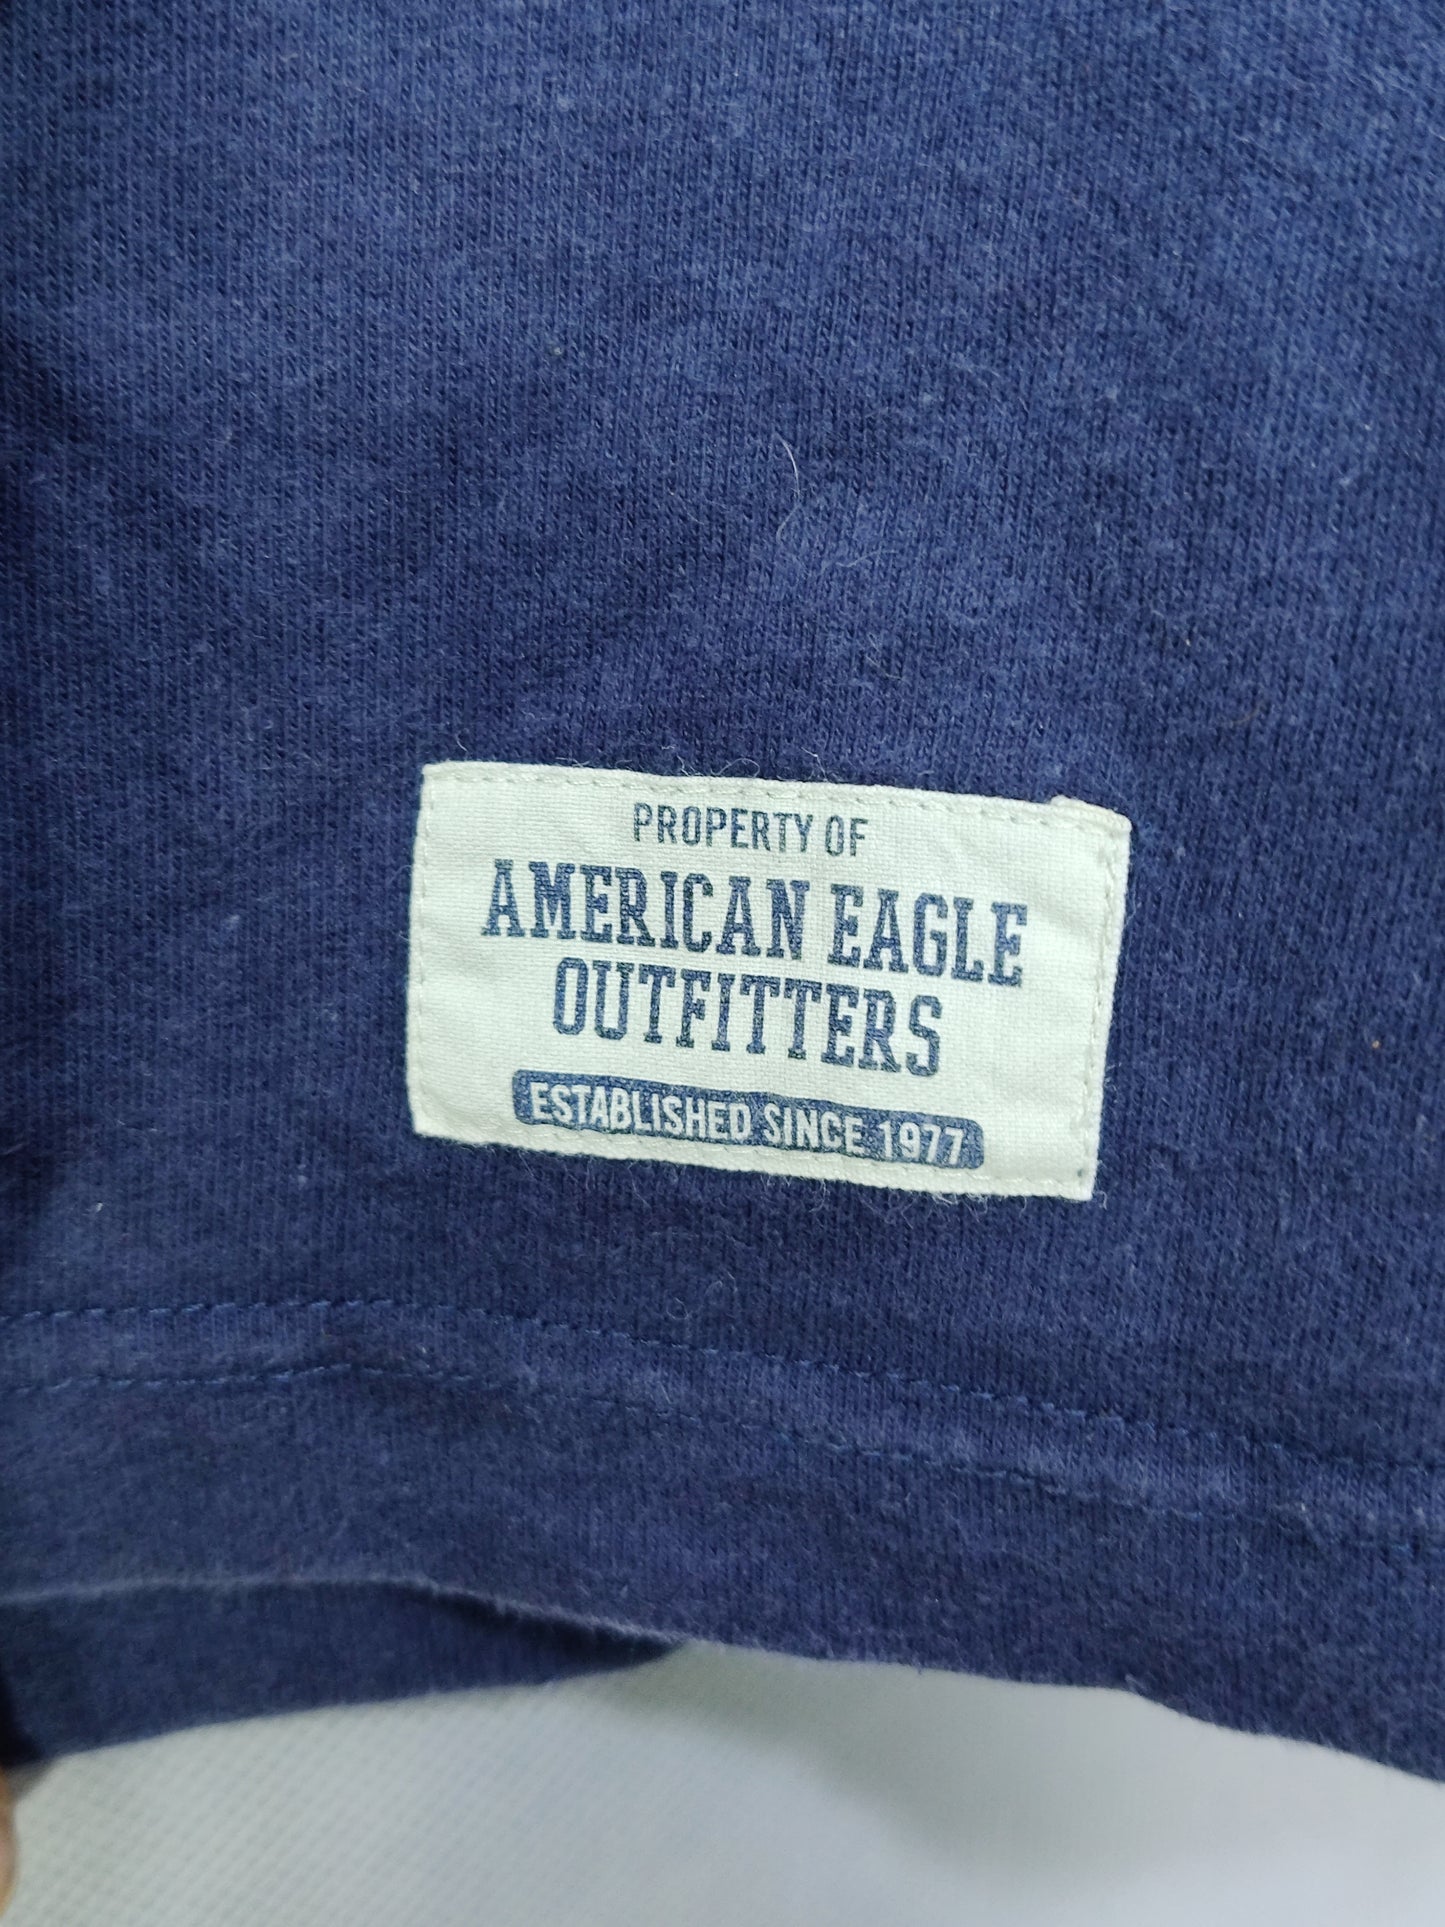 PROPERTY OF
AMERICAN EAGLE
OUTFITTERS
ESTABLISHED SINCE 1977